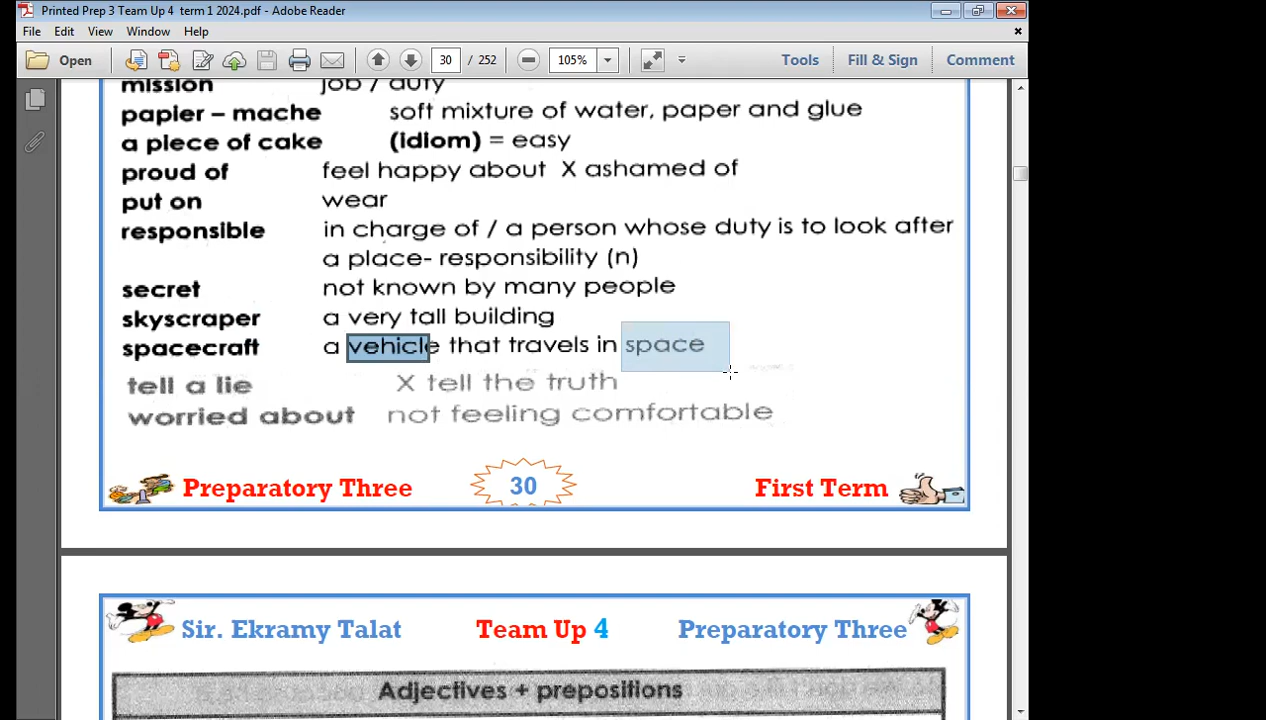 Printed Prep 3 Team Up 4 term 1 2024.pdf - Adobe Reader
File Edit View Window Help
Open 30 / 252 105% Tools Fill & Sign Comment
mission job / duty
papier – mache soft mixture of water, paper and glue
a piece of cake (idiom) = easy
proud of feel happy about X ashamed of
put on wear
responsible in charge of / a person whose duty is to look after
a place- responsibility (n)
secret not known by many people
skyscraper a very tall building
spacecraft a vehicle that travels in space
tell a lie X tell the truth
worried about not feeling comfortable
Preparatory Three 30 First Term
Sir. Ekramy Talat Team Up 4 Preparatory Three
Adjectives + prepositions